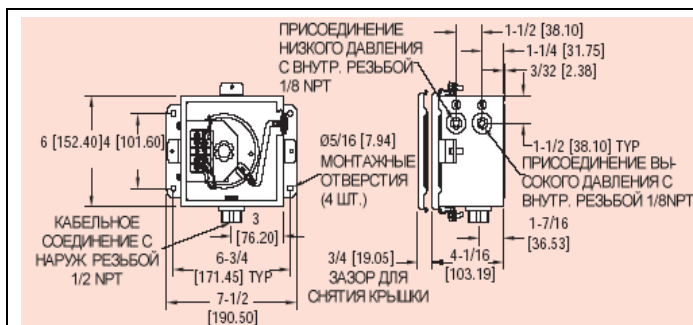 ПРИСОЕДИНЕНИЕ
НИЗКОГО ДАВЛЕНИЯ
С ВНУТР. РЕЗЬБОЙ
1/8 NPT
1-1/2 [38.10]
1-1/4 [31.75]
3/32 [2.38]
6 [152.40]
4 [101.60]
Ø5/16 [7.94]
МОНТАЖНЫЕ
ОТВЕРСТИЯ
(4 ШТ.)
1-1/2 [38.10] TYP
ПРИСОЕДИНЕНИЕ ВЫ-
СОКОГО ДАВЛЕНИЯ С
ВНУТР. РЕЗЬБОЙ 1/8NPT
КАБЕЛЬНОЕ
СОЕДИНЕНИЕ С
НАРУЖ РЕЗЬБОЙ
1/2 NPT
3
[76.20]
6-3/4
[171.45] TYP
7-1/2
[190.50]
3/4 [19.05]
ЗАЗОР ДЛЯ
СНЯТИЯ КРЫШКИ
4-1/16
[103.19]
1-7/16
[36.53]